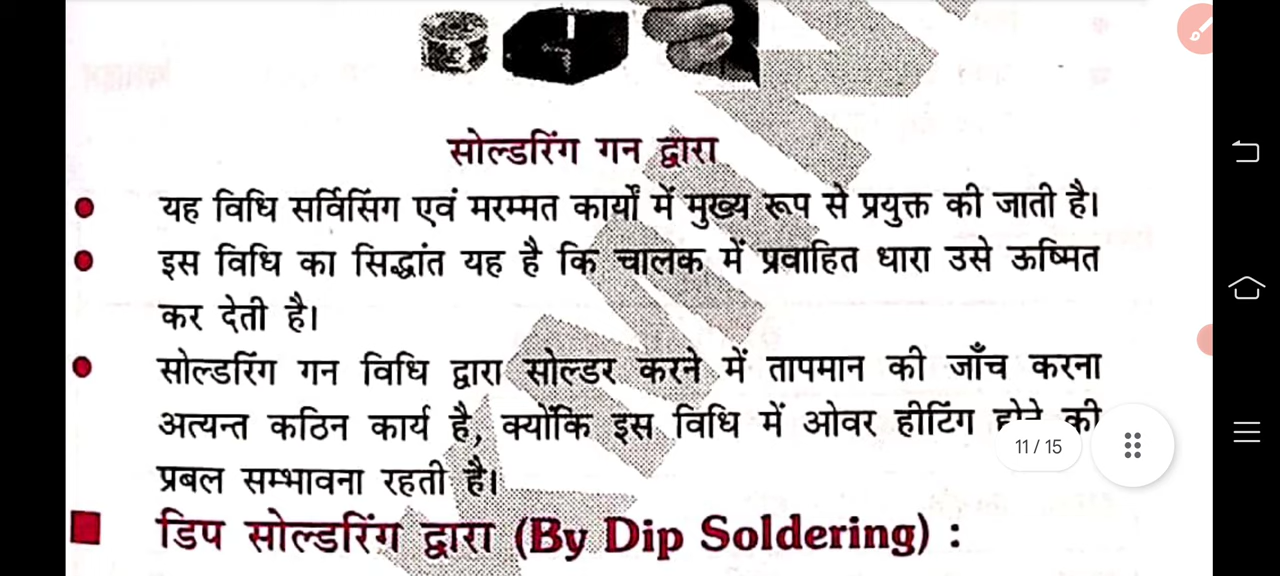 सोल्डरिंग गन द्वारा
यह विधि सर्विसिंग एवं मरम्मत कार्यों में मुख्य रूप से प्रयुक्त की जाती है।
इस विधि का सिद्धांत यह है कि चालक में प्रवाहित धारा उसे ऊष्मित
कर देती है।
सोल्डरिंग गन विधि द्वारा सोल्डर करने में तापमान की जाँच करना
अत्यन्त कठिन कार्य है, क्योंकि इस विधि में ओवर हीटिंग होने की
11 / 15
प्रबल सम्भावना रहती है।
डिप सोल्डरिंग द्वारा (By Dip Soldering) :